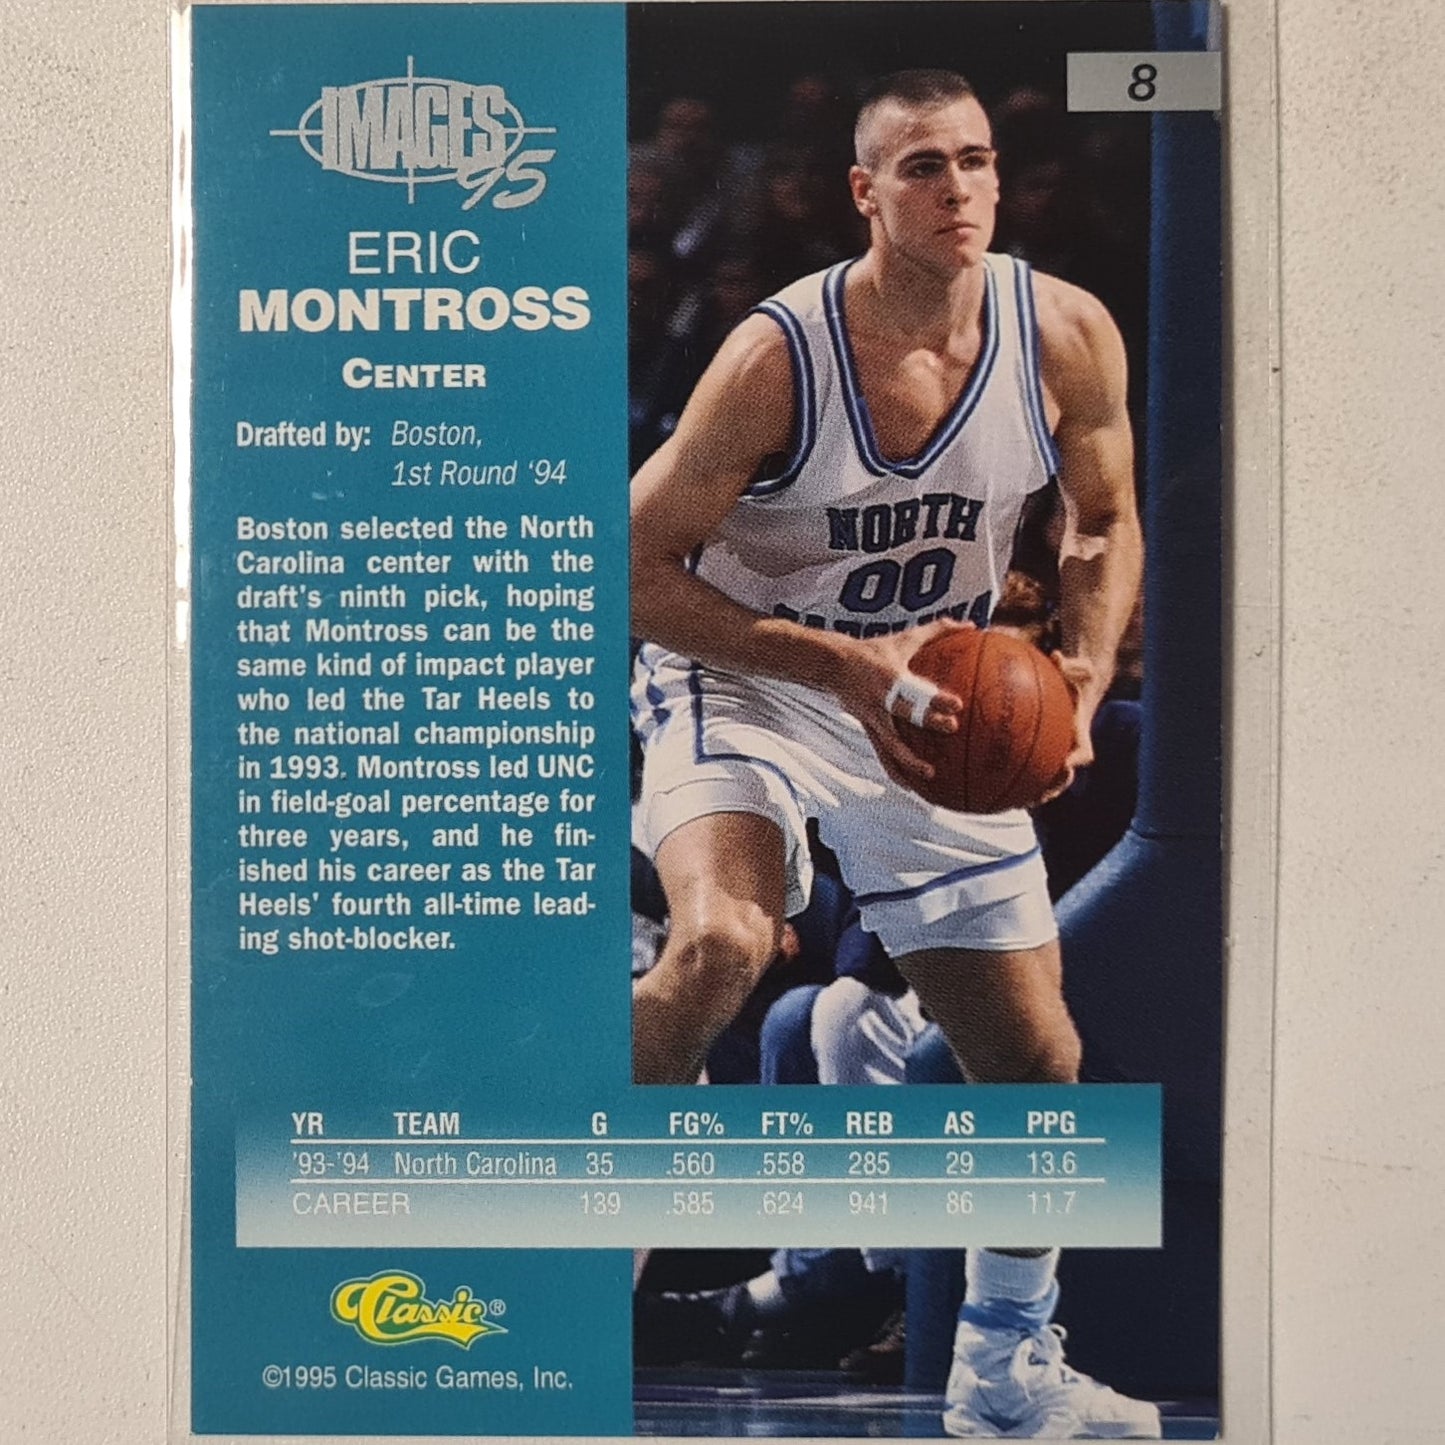 8
IMAGES
95
ERIC
MONTROSS
CENTER
Drafted by: Boston,
1st Round '94
Boston selected the North
Carolina center with the
draft's ninth pick, hoping
that Montross can be the
same kind of impact player
who led the Tar Heels to
the national championship
in 1993. Montross led UNC
in field-goal percentage for
three years, and he fin-
ished his career as the Tar
Heels' fourth all-time lead-
ing shot-blocker.
NORTH
00
CAROLINA
YR TEAM G FG% FT% REB AS PPG
'93-'94 North Carolina 35 .560 .558 285 29 13.6
CAREER 139 .585 .624 941 86 11.7
Classic®
©1995 Classic Games, Inc.